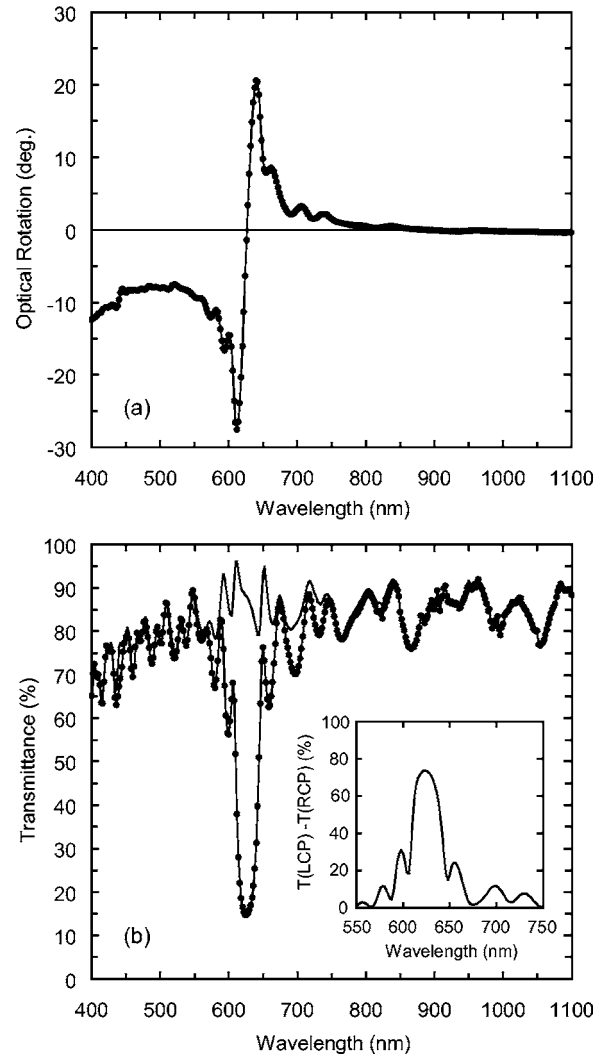 30
20
10
0
-10
-20
-30
Optical Rotation (deg.)
(a)
400 500 600 700 800 900 1000 1100
Wavelength (nm)
100
90
80
70
60
50
40
30
20
10
0
Transmittance (%)
(b)
100
80
60
40
20
0
T(LCP) -T(RCP) (%)
550 600 650 700 750
Wavelength (nm)
400 500 600 700 800 900 1000 1100
Wavelength (nm)